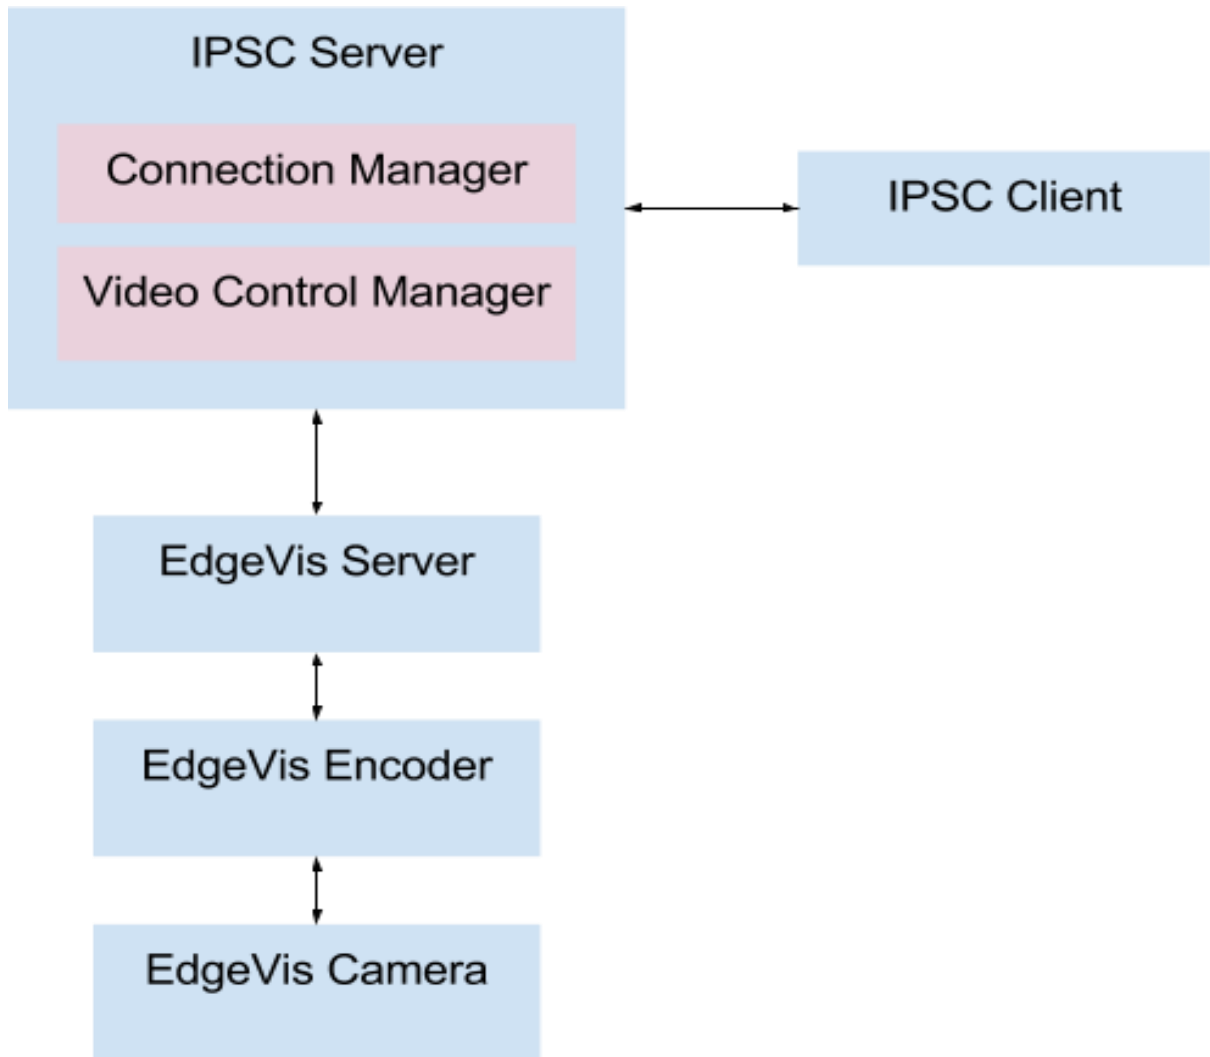 IPSC Server
Connection Manager
Video Control Manager
IPSC Client
EdgeVis Server
EdgeVis Encoder
EdgeVis Camera